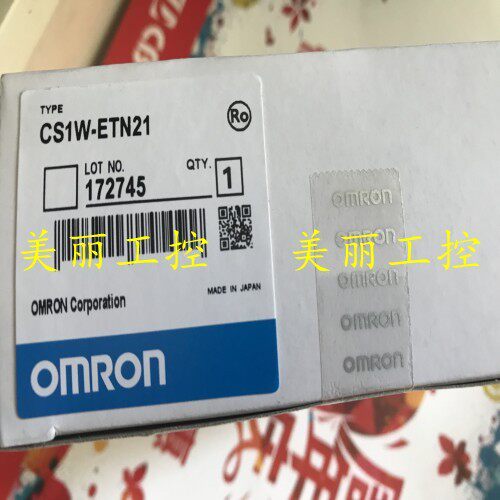 TYPE
CS1W-ETN21
Ro
LOT NO. QTY.
172745 1
美丽工控 美丽工控
OMRON Corporation
MADE IN JAPAN
OMRON
OMRON
OMRON
OMRON
OMRON
OMRON